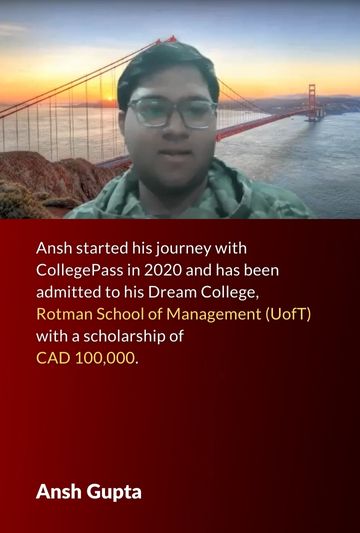 Ansh started his journey with
CollegePass in 2020 and has been
admitted to his Dream College,
Rotman School of Management (UofT)
with a scholarship of
CAD 100,000.
Ansh Gupta